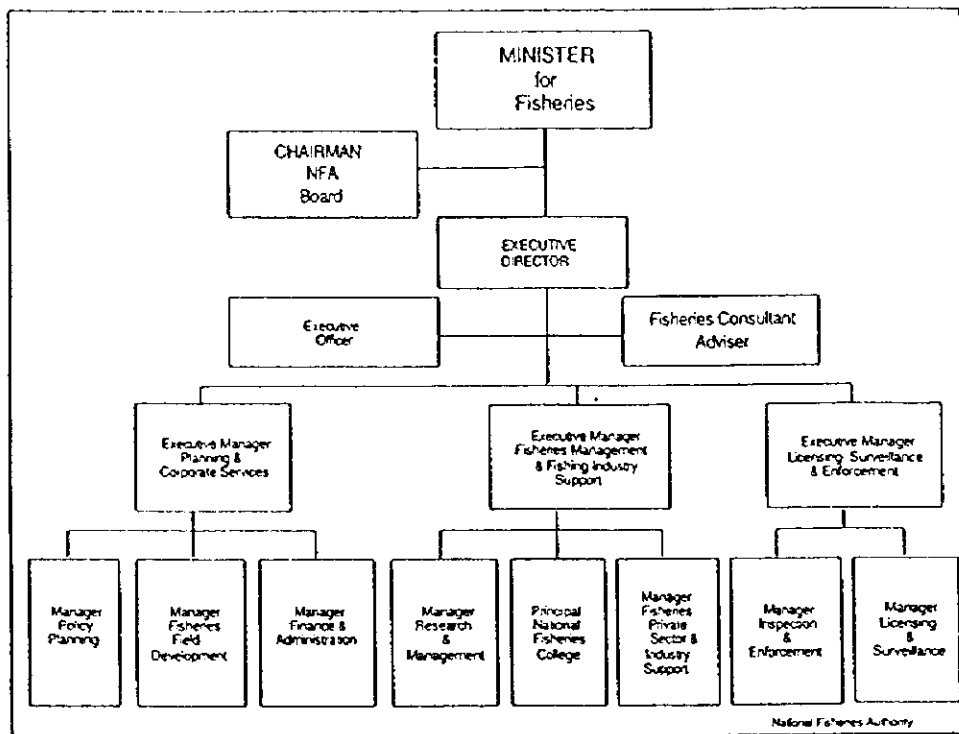 MINISTER
for
Fisheries
CHAIRMAN
NFA
Board
EXECUTIVE
DIRECTOR
Executive
Officer
Fisheries Consultant
Adviser
Executive Manager
Planning &
Corporate Services
Executive Manager
Fisheries Management
& Fishing Industry
Support
Executive Manager
Licensing Surveillance
& Enforcement
Manager
Policy
Planning
Manager
Fisheries
Field
Development
Manager
Finance &
Administration
Manager
Research
&
Management
Principal
National
Fisheries
College
Manager
Fisheries
Private
Sector &
Industry
Support
Manager
Inspection
&
Enforcement
Manager
Licensing
&
Surveillance
National Fisheries Authority